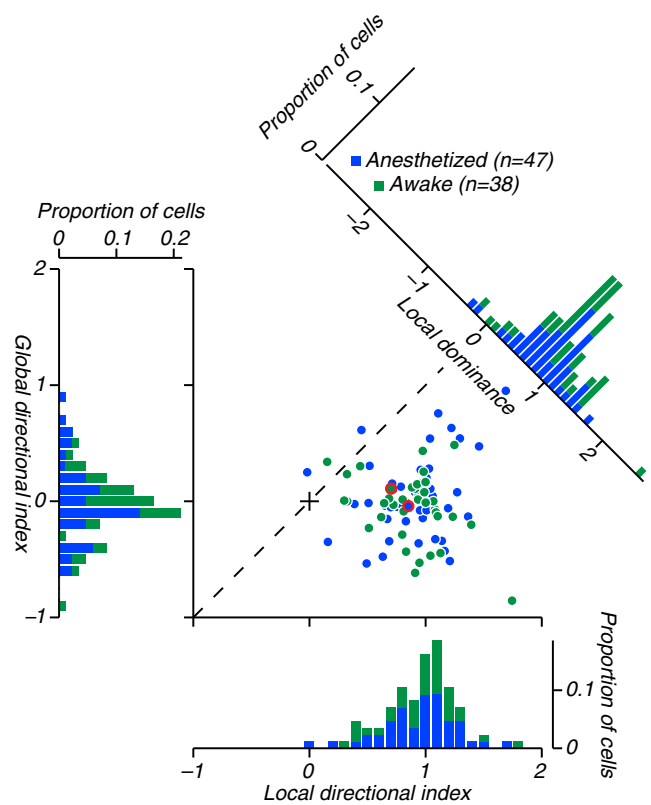 Proportion of cells
0.1
0
Anesthetized (n=47)
Awake (n=38)
−2
−1
0
1
2
Local dominance
Proportion of cells
0 0.1 0.2
2
1
0
−1
Global directional index
Proportion of cells
0.1
0
−1 0 1 2
Local directional index